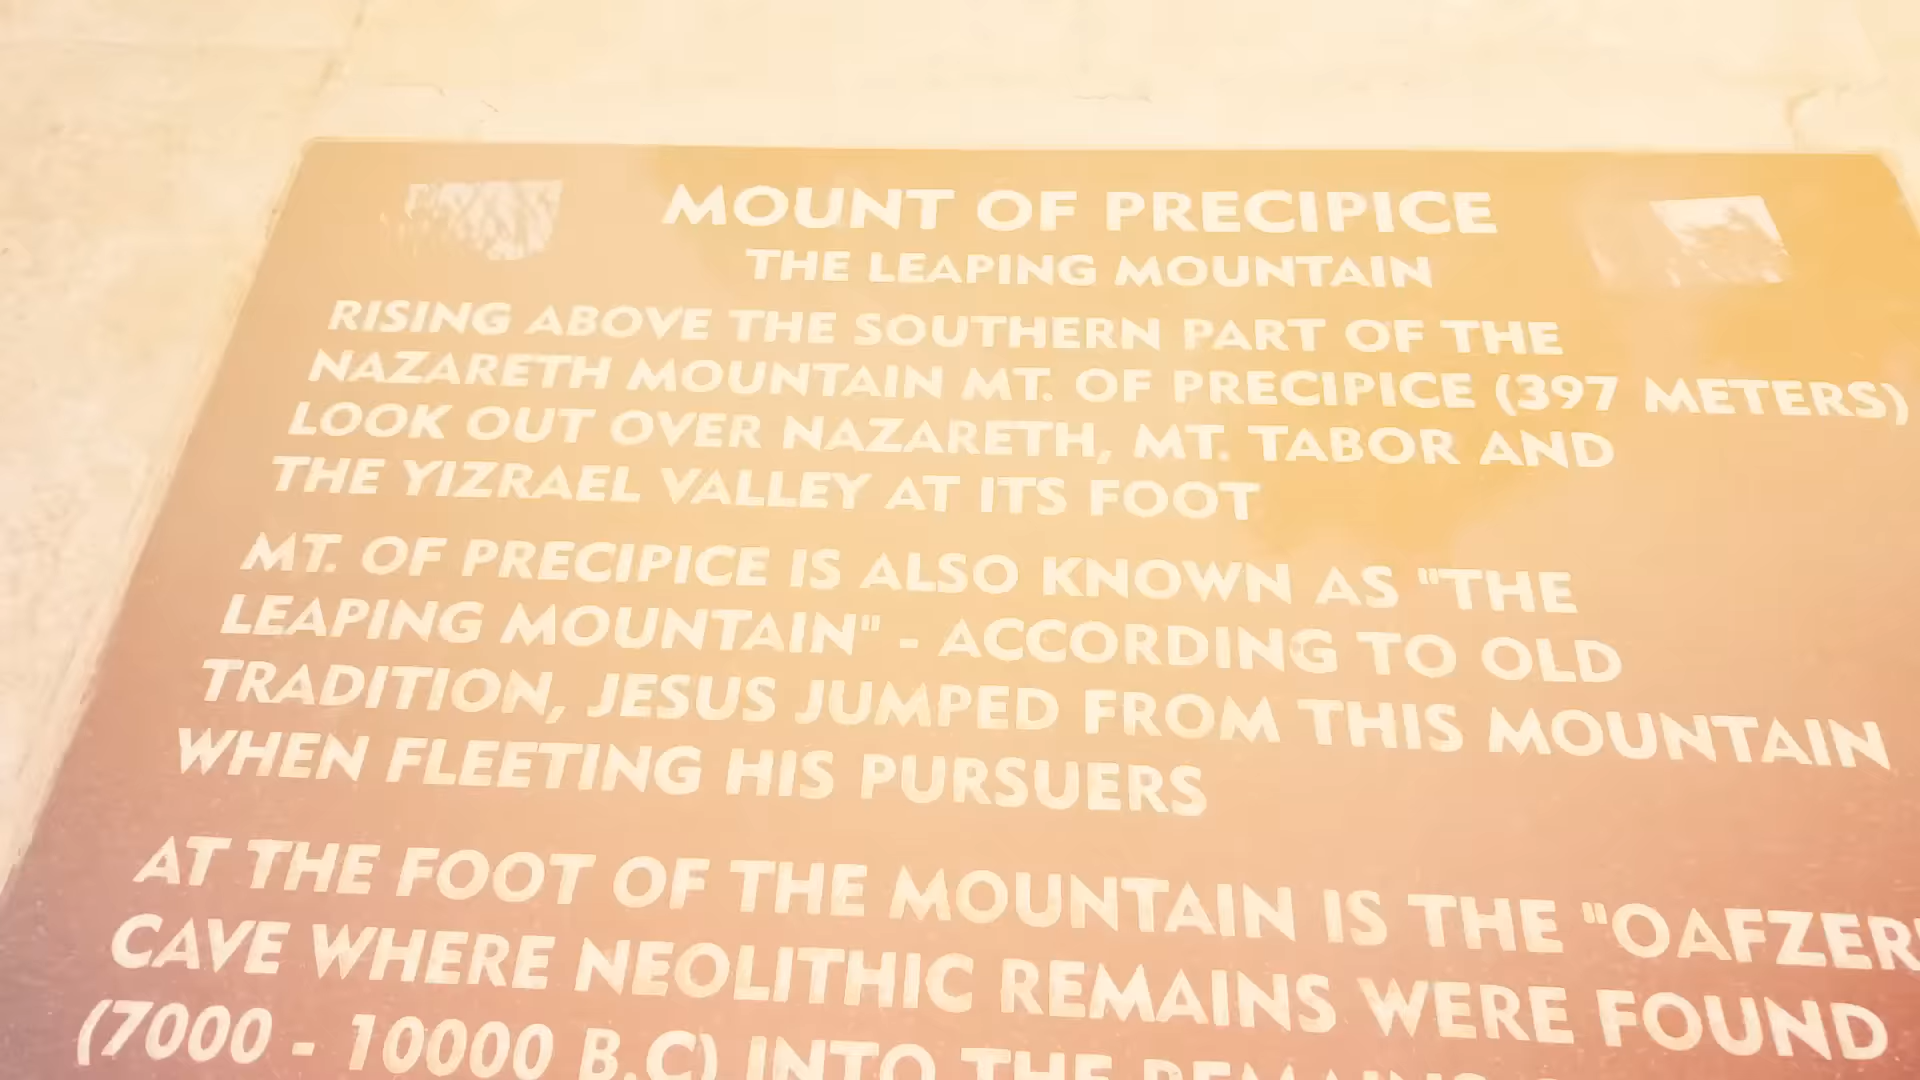 MOUNT OF PRECIPICE
THE LEAPING MOUNTAIN
RISING ABOVE THE SOUTHERN PART OF THE
NAZARETH MOUNTAIN MT. OF PRECIPICE (397 METERS)
LOOK OUT OVER NAZARETH, MT. TABOR AND
THE YIZRAEL VALLEY AT ITS FOOT
MT. OF PRECIPICE IS ALSO KNOWN AS "THE
LEAPING MOUNTAIN" - ACCORDING TO OLD
TRADITION, JESUS JUMPED FROM THIS MOUNTAIN
WHEN FLEETING HIS PURSUERS
AT THE FOOT OF THE MOUNTAIN IS THE "OAFZER"
CAVE WHERE NEOLITHIC REMAINS WERE FOUND
(7000 - 10000 B.C) INTO THE REMAINS